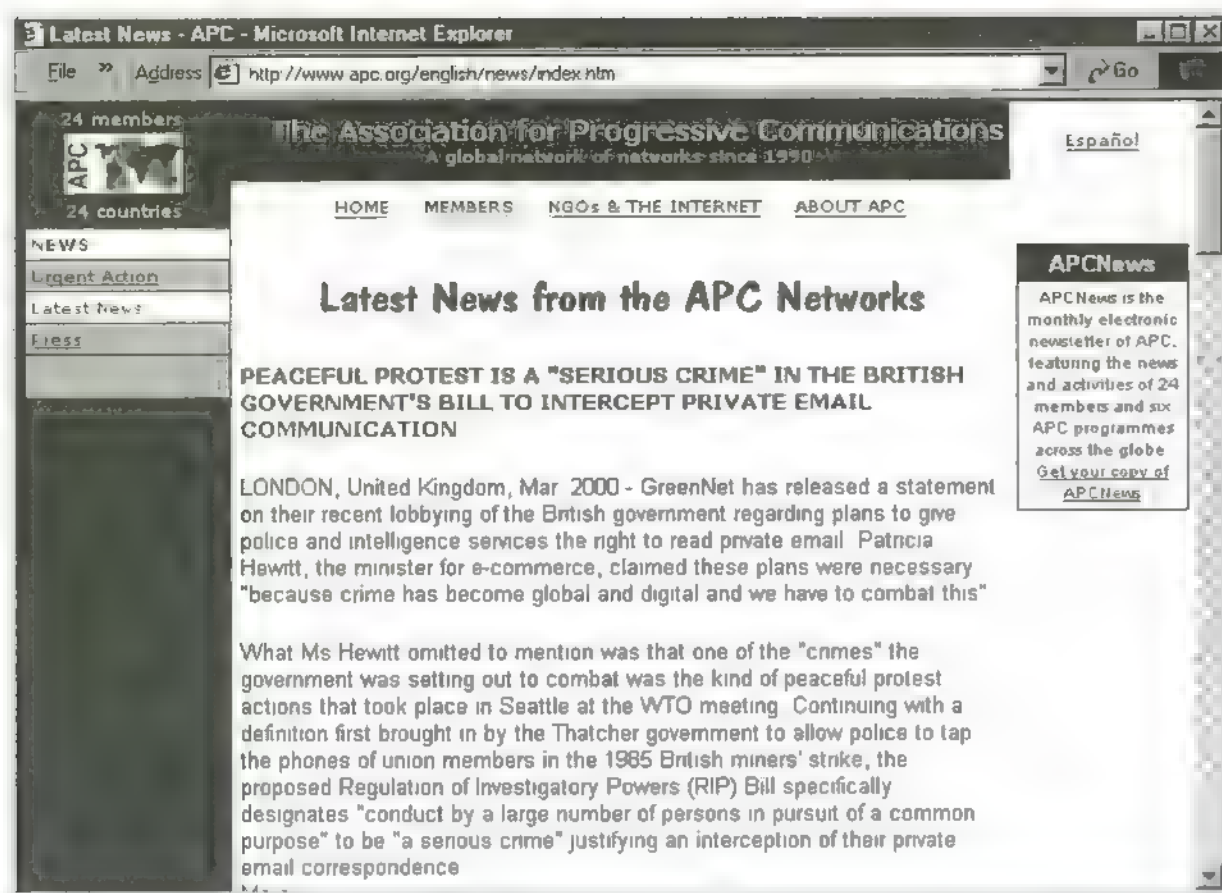 Latest News - APC - Microsoft Internet Explorer
File » Address http://www.apc.org/english/news/index.htm Go
24 members
APC
24 countries
The Association for Progressive Communications
A global network of networks since 1990
Español
HOME MEMBERS NGOs & THE INTERNET ABOUT APC
NEWS
Urgent Action
Latest News
Press
Latest News from the APC Networks
PEACEFUL PROTEST IS A "SERIOUS CRIME" IN THE BRITISH
GOVERNMENT'S BILL TO INTERCEPT PRIVATE EMAIL
COMMUNICATION
LONDON, United Kingdom, Mar 2000 - GreenNet has released a statement
on their recent lobbying of the British government regarding plans to give
police and intelligence services the right to read private email Patricia
Hewitt, the minister for e-commerce, claimed these plans were necessary
"because crime has become global and digital and we have to combat this"
What Ms Hewitt omitted to mention was that one of the "crimes" the
government was setting out to combat was the kind of peaceful protest
actions that took place in Seattle at the WTO meeting Continuing with a
definition first brought in by the Thatcher government to allow police to tap
the phones of union members in the 1985 British miners' strike, the
proposed Regulation of Investigatory Powers (RIP) Bill specifically
designates "conduct by a large number of persons in pursuit of a common
purpose" to be "a serious crime" justifying an interception of their private
email correspondence
APCNews
APCNews is the
monthly electronic
newsletter of APC,
featuring the news
and activities of 24
members and six
APC programmes
across the globe
Get your copy of
APCNews